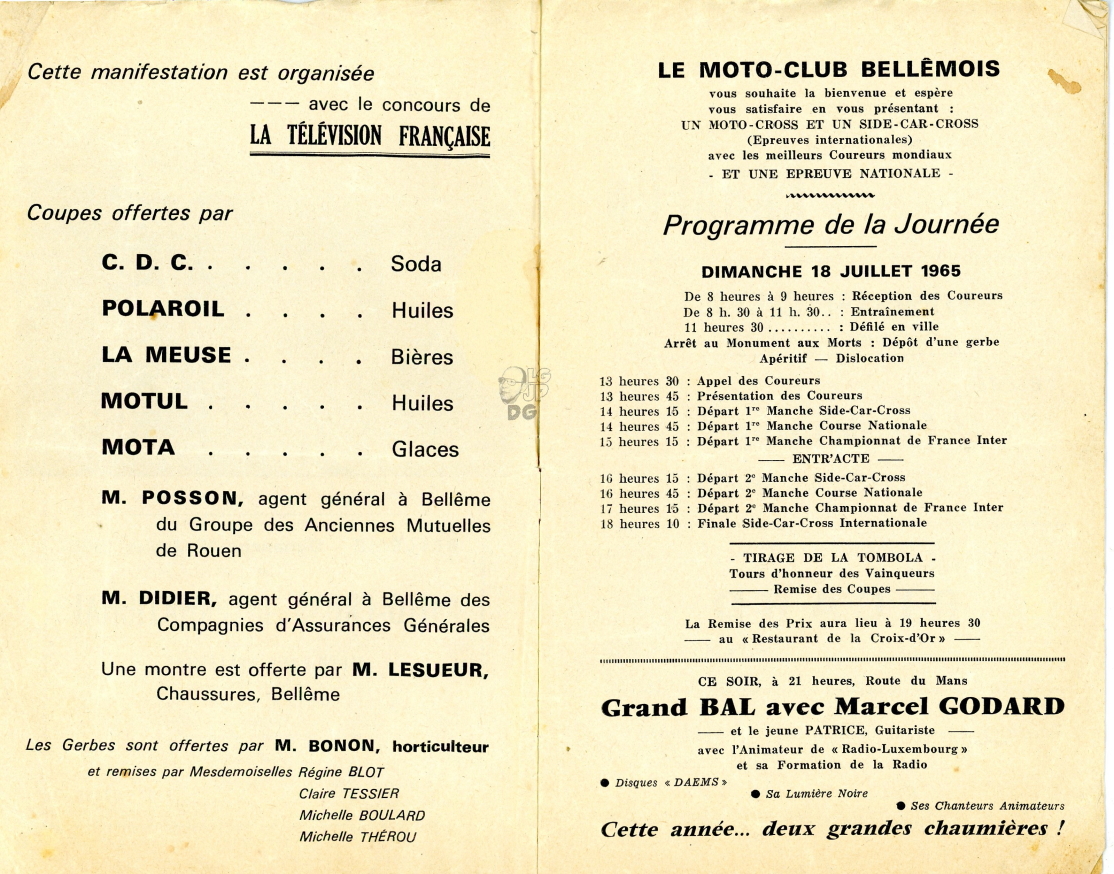 Cette manifestation est organisée
--- avec le concours de
LA TÉLÉVISION FRANÇAISE
Coupes offertes par
C. D. C. . . . . . Soda
POLAROIL . . . . Huiles
LA MEUSE . . . . Bières
MOTUL . . . . . Huiles
MOTA . . . . . Glaces
M. POSSON, agent général à Bellême
du Groupe des Anciennes Mutuelles
de Rouen
M. DIDIER, agent général à Bellême des
Compagnies d'Assurances Générales
Une montre est offerte par M. LESUEUR,
Chaussures, Bellême
Les Gerbes sont offertes par M. BONON, horticulteur
et remises par Mesdemoiselles Régine BLOT
Claire TESSIER
Michelle BOULARD
Michelle THÉROU
LGJP
DG
LE MOTO-CLUB BELLÊMOIS
vous souhaite la bienvenue et espère
vous satisfaire en vous présentant :
UN MOTO-CROSS ET UN SIDE-CAR-CROSS
(Epreuves internationales)
avec les meilleurs Coureurs mondiaux
- ET UNE EPREUVE NATIONALE -
Programme de la Journée
DIMANCHE 18 JUILLET 1965
De 8 heures à 9 heures : Réception des Coureurs
De 8 h. 30 à 11 h. 30.. : Entraînement
11 heures 30 .......... : Défilé en ville
Arrêt au Monument aux Morts : Dépôt d'une gerbe
Apéritif — Dislocation
13 heures 30 : Appel des Coureurs
13 heures 45 : Présentation des Coureurs
14 heures 15 : Départ 1re Manche Side-Car-Cross
14 heures 45 : Départ 1re Manche Course Nationale
15 heures 15 : Départ 1re Manche Championnat de France Inter
—— ENTR'ACTE ——
16 heures 15 : Départ 2e Manche Side-Car-Cross
16 heures 45 : Départ 2e Manche Course Nationale
17 heures 15 : Départ 2e Manche Championnat de France Inter
18 heures 10 : Finale Side-Car-Cross Internationale
- TIRAGE DE LA TOMBOLA -
Tours d'honneur des Vainqueurs
—— Remise des Coupes ——
La Remise des Prix aura lieu à 19 heures 30
—— au « Restaurant de la Croix-d'Or » ——
CE SOIR, à 21 heures, Route du Mans
Grand BAL avec Marcel GODARD
—— et le jeune PATRICE, Guitariste ——
avec l'Animateur de « Radio-Luxembourg »
et sa Formation de la Radio
● Disques « DAEMS »
● Sa Lumière Noire
● Ses Chanteurs Animateurs
Cette année... deux grandes chaumières !